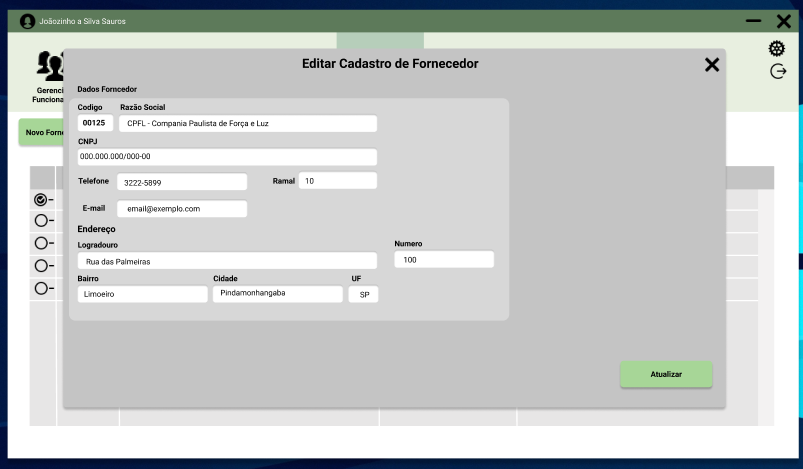 Joãozinho a Silva Sauros
Editar Cadastro de Fornecedor
Gerenci
Funciona
Novo Forne
Dados Forncedor
Codigo Razão Social
00125 CPFL - Compania Paulista de Força e Luz
CNPJ
000.000.000/000-00
Telefone 3222-5899 Ramal 10
E-mail email@exemplo.com
Endereço
Logradouro Numero
Rua das Palmeiras 100
Bairro Cidade UF
Limoeiro Pindamonhangaba SP
Atualizar